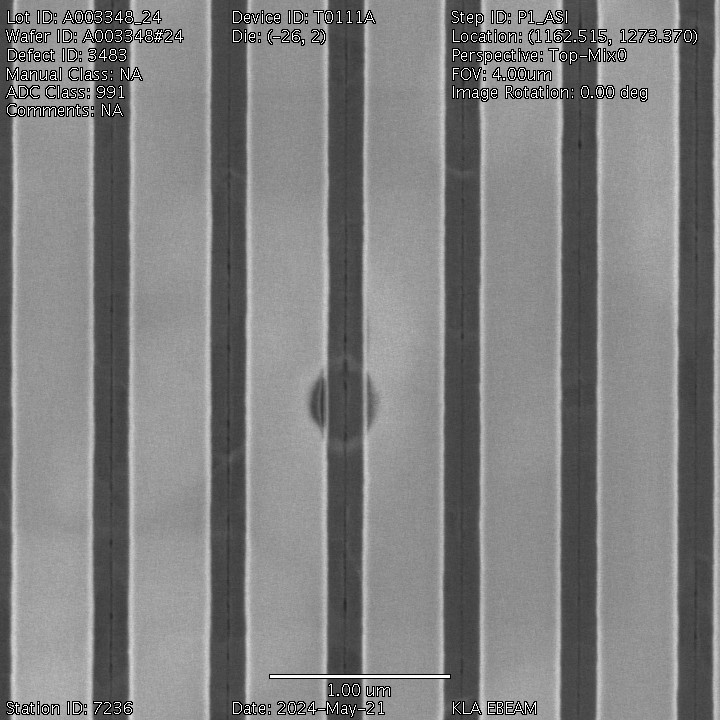 Lot ID: A003348_24
Wafer ID: A003348#24
Defect ID: 3483
Manual Class: NA
ADC Class: 991
Comments: NA
Device ID: T0111A
Die: (-26, 2)
Step ID: P1_ASI
Location: (1162.515, 1273.370)
Perspective: Top-Mix0
FOV: 4.00um
Image Rotation: 0.00 deg
1.00 um
Station ID: 7236
Date: 2024-May-21
KLA EBEAM